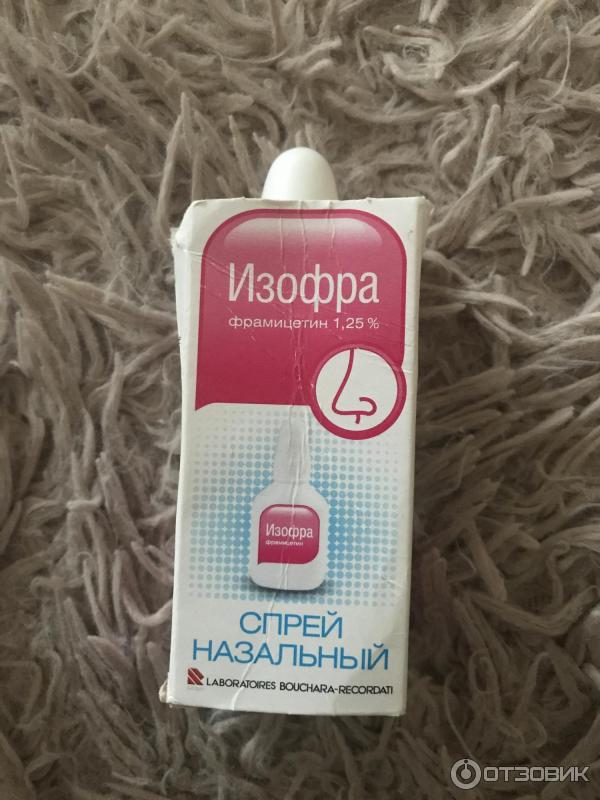 Изофра
фрамицетин 1,25 %
Изофра
фрамицетин
СПРЕЙ
НАЗАЛЬНЫЙ
LABORATOIRES BOUCHARA-RECORDATI
ОТЗОВИК